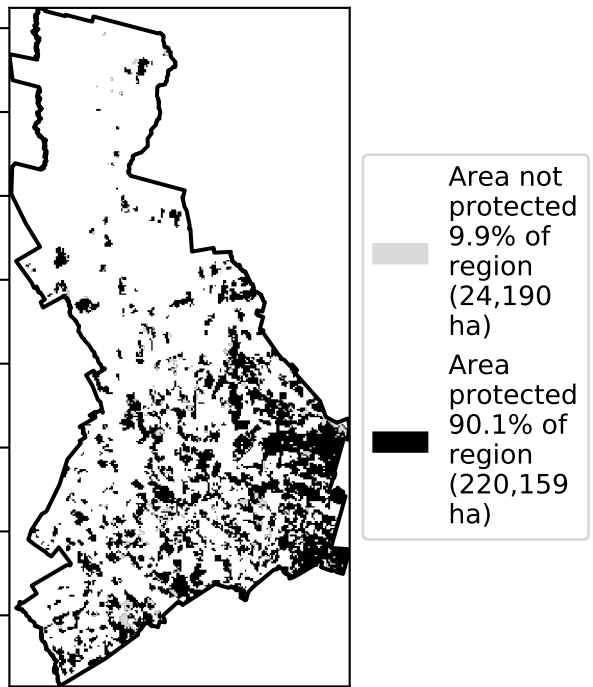 Area not
protected
9.9% of
region
(24,190
ha)
Area
protected
90.1% of
region
(220,159
ha)